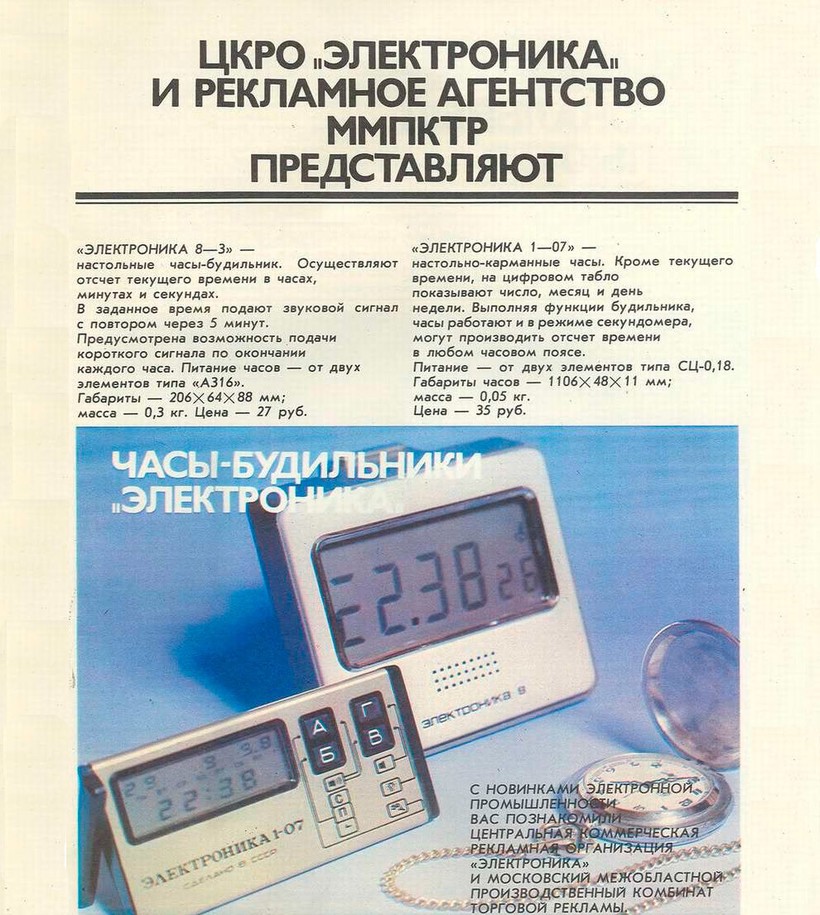 ЦКРО „ЭЛЕКТРОНИКА„
И РЕКЛАМНОЕ АГЕНТСТВО
ММПКТР
ПРЕДСТАВЛЯЮТ
«ЭЛЕКТРОНИКА 8—3» —
настольные часы-будильник. Осуществляют
отсчет текущего времени в часах,
минутах и секундах.
В заданное время подают звуковой сигнал
с повтором через 5 минут.
Предусмотрена возможность подачи
короткого сигнала по окончании
каждого часа. Питание часов — от двух
элементов типа «А316».
Габариты — 206×64×88 мм;
масса — 0,3 кг. Цена — 27 руб.
«ЭЛЕКТРОНИКА 1—07» —
настольно-карманные часы. Кроме текущего
времени, на цифровом табло
показывают число, месяц и день
недели. Выполняя функции будильника,
часы работают и в режиме секундомера,
могут производить отсчет времени
в любом часовом поясе.
Питание — от двух элементов типа СЦ-0,18.
Габариты часов — 1106×48×11 мм;
масса — 0,05 кг.
Цена — 35 руб.
ЧАСЫ-БУДИЛЬНИКИ
„ЭЛЕКТРОНИКА„
22.38 26
электроника 8
А Г
Б В
22:38
С
П
ЭЛЕКТРОНИКА 1-07
СДЕЛАНО В СССР
С НОВИНКАМИ ЭЛЕКТРОННОЙ
ПРОМЫШЛЕННОСТИ
ВАС ПОЗНАКОМИЛИ
ЦЕНТРАЛЬНАЯ КОММЕРЧЕСКАЯ
РЕКЛАМНАЯ ОРГАНИЗАЦИЯ
«ЭЛЕКТРОНИКА»
И МОСКОВСКИЙ МЕЖОБЛАСТНОЙ
ПРОИЗВОДСТВЕННЫЙ КОМБИНАТ
ТОРГОВОЙ РЕКЛАМЫ.